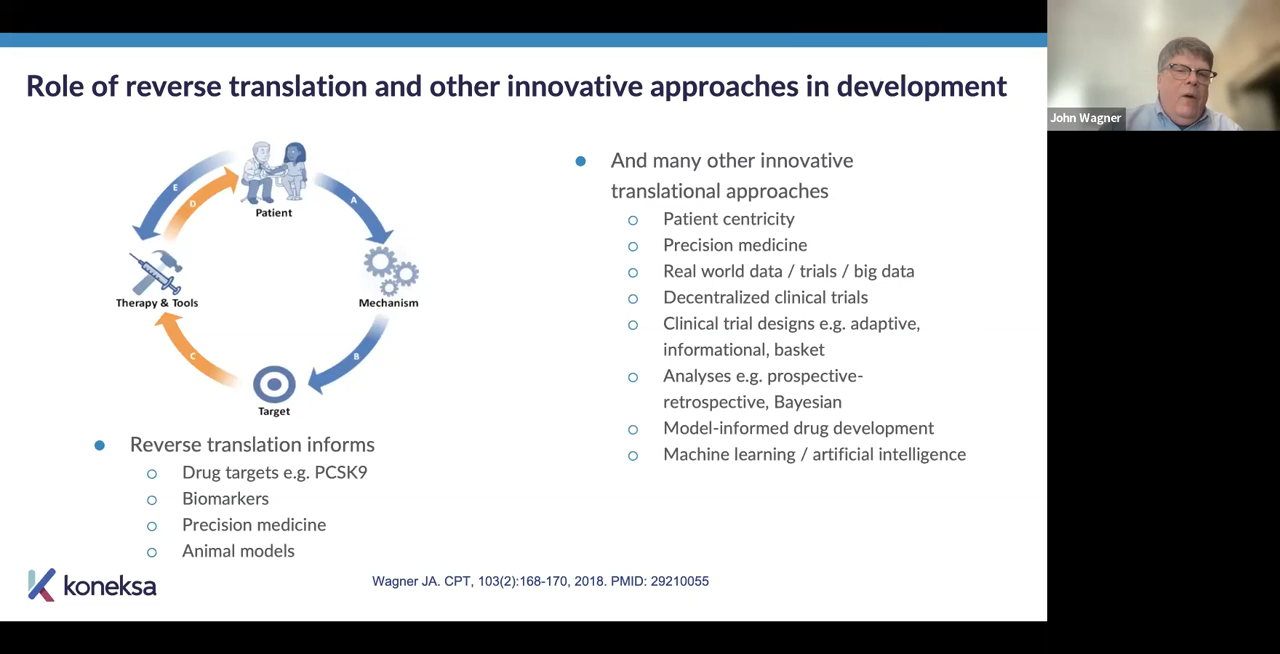 Role of reverse translation and other innovative approaches in development
John Wagner
E
D
Patient
A
Therapy & Tools
Mechanism
C
B
Target
Reverse translation informs
Drug targets e.g. PCSK9
Biomarkers
Precision medicine
Animal models
And many other innovative
translational approaches
Patient centricity
Precision medicine
Real world data / trials / big data
Decentralized clinical trials
Clinical trial designs e.g. adaptive,
informational, basket
Analyses e.g. prospective-
retrospective, Bayesian
Model-informed drug development
Machine learning / artificial intelligence
koneksa
Wagner JA. CPT, 103(2):168-170, 2018. PMID: 29210055